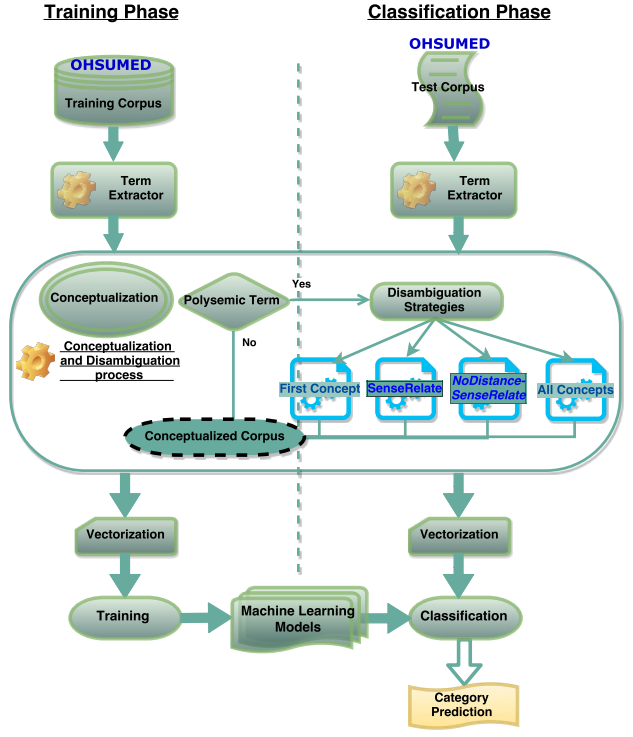 Training Phase
Classification Phase
OHSUMED
Training Corpus
OHSUMED
Test Corpus
Term
Extractor
Term
Extractor
Conceptualization
Polysemic Term
Yes
No
Disambiguation
Strategies
Conceptualization
and Disambiguation
process
First Concept
SenseRelate
NoDistance-
SenseRelate
All Concepts
Conceptualized Corpus
Vectorization
Vectorization
Training
Machine Learning
Models
Classification
Category
Prediction